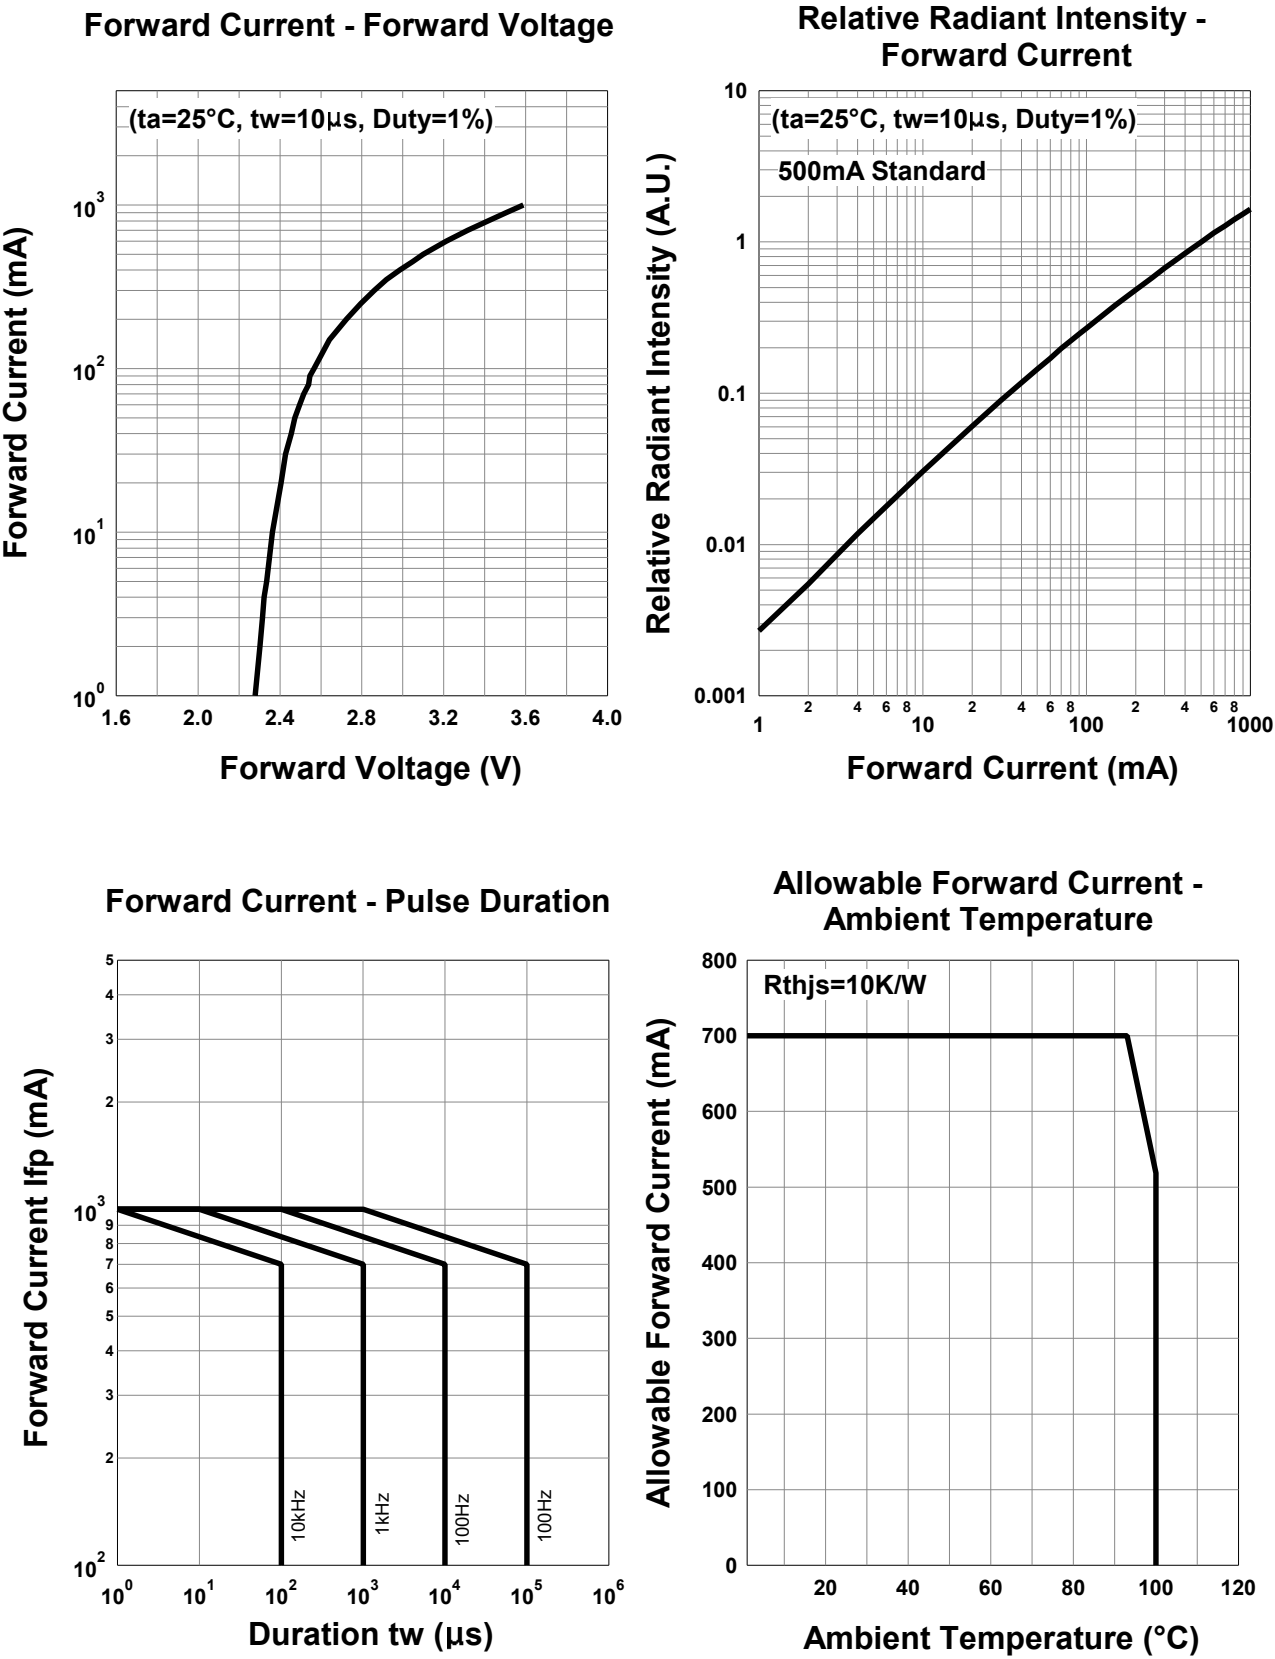 Forward Current - Forward Voltage
(ta=25°C, tw=10µs, Duty=1%)
Forward Current (mA)
10³
10²
10¹
10⁰
1.6 2.0 2.4 2.8 3.2 3.6 4.0
Forward Voltage (V)
Relative Radiant Intensity -
Forward Current
(ta=25°C, tw=10µs, Duty=1%)
500mA Standard
Relative Radiant Intensity (A.U.)
10
1
0.1
0.01
0.001
2 4 6 8 2 4 6 8 2 4 6 8
1 10 100 1000
Forward Current (mA)
Forward Current - Pulse Duration
Forward Current Ifp (mA)
5
4
3
2
10³
9
8
7
6
5
4
3
2
10²
10kHz
1kHz
100Hz
100Hz
10⁰ 10¹ 10² 10³ 10⁴ 10⁵ 10⁶
Duration tw (µs)
Allowable Forward Current -
Ambient Temperature
Rthjs=10K/W
Allowable Forward Current (mA)
800
700
600
500
400
300
200
100
0
20 40 60 80 100 120
Ambient Temperature (°C)